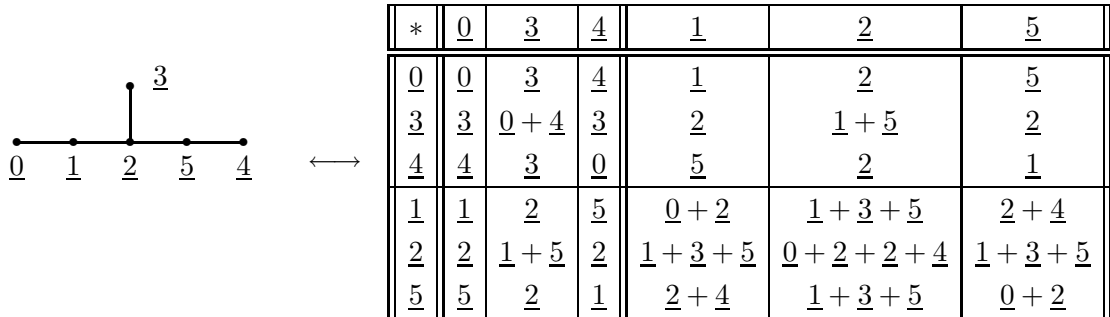 3
0 1 2 5 4
⟷
* 0 3 4 1 2 5
0 0 3 4 1 2 5
3 3 0 + 4 3 2 1 + 5 2
4 4 3 0 5 2 1
1 1 2 5 0 + 2 1 + 3 + 5 2 + 4
2 2 1 + 5 2 1 + 3 + 5 0 + 2 + 2 + 4 1 + 3 + 5
5 5 2 1 2 + 4 1 + 3 + 5 0 + 2